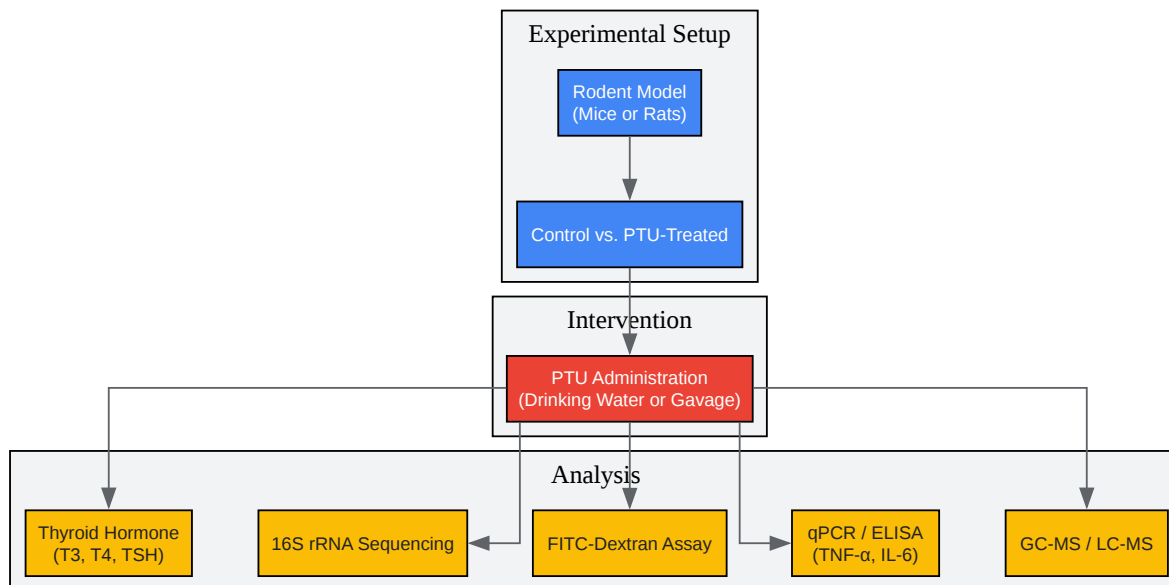 Experimental Setup
Rodent Model
(Mice or Rats)
Control vs. PTU-Treated
Intervention
PTU Administration
(Drinking Water or Gavage)
Analysis
Thyroid Hormone
(T3, T4, TSH)
16S rRNA Sequencing
FITC-Dextran Assay
qPCR / ELISA
(TNF-α, IL-6)
GC-MS / LC-MS